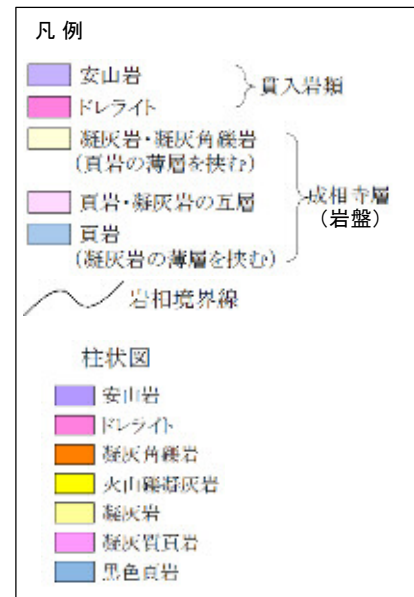 凡 例
安山岩
ドレライト
貫入岩類
凝灰岩・凝灰角礫岩
(頁岩の薄層を挟む)
頁岩・凝灰岩の互層
頁岩
(凝灰岩の薄層を挟む)
成相寺層
(岩盤)
岩相境界線
柱状図
安山岩
ドレライト
凝灰角礫岩
火山礫凝灰岩
凝灰岩
凝灰質頁岩
黒色頁岩